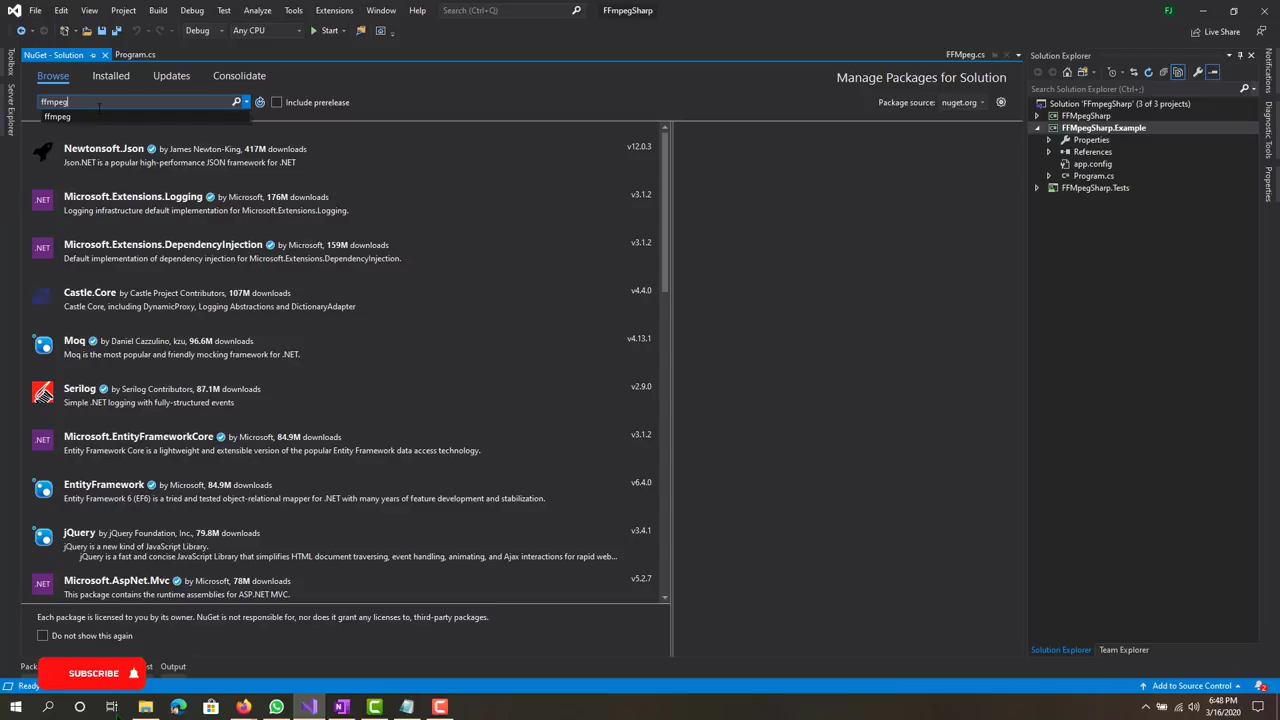 File Edit View Project Build Debug Test Analyze Tools Extensions Window Help Search (Ctrl+Q) FFmpegSharp FJ
Debug Any CPU Start Live Share
NuGet - Solution Program.cs FFMpeg.cs
Toolbox
Server Explorer
Browse Installed Updates Consolidate
Manage Packages for Solution
ffmpeg Include prerelease Package source: nuget.org
ffmpeg
Newtonsoft.Json by James Newton-King, 417M downloads v12.0.3
Json.NET is a popular high-performance JSON framework for .NET
.NET Microsoft.Extensions.Logging by Microsoft, 176M downloads v3.1.2
Logging infrastructure default implementation for Microsoft.Extensions.Logging.
.NET Microsoft.Extensions.DependencyInjection by Microsoft, 159M downloads v3.1.2
Default implementation of dependency injection for Microsoft.Extensions.DependencyInjection.
Castle.Core by Castle Project Contributors, 107M downloads v4.4.0
Castle Core, including DynamicProxy, Logging Abstractions and DictionaryAdapter
Moq by Daniel Cazzulino, kzu, 96.6M downloads v4.13.1
Moq is the most popular and friendly mocking framework for .NET.
Serilog by Serilog Contributors, 87.1M downloads v2.9.0
Simple .NET logging with fully-structured events
.NET Microsoft.EntityFrameworkCore by Microsoft, 84.9M downloads v3.1.2
Entity Framework Core is a lightweight and extensible version of the popular Entity Framework data access technology.
EntityFramework by Microsoft, 84.9M downloads v6.4.0
Entity Framework 6 (EF6) is a tried and tested object-relational mapper for .NET with many years of feature development and stabilization.
jQuery by jQuery Foundation, Inc., 79.8M downloads v3.4.1
jQuery is a new kind of JavaScript Library.
jQuery is a fast and concise JavaScript Library that simplifies HTML document traversing, event handling, animating, and Ajax interactions for rapid web...
.NET Microsoft.AspNet.Mvc by Microsoft, 78M downloads v5.2.7
This package contains the runtime assemblies for ASP.NET MVC.
Each package is licensed to you by its owner. NuGet is not responsible for, nor does it grant any licenses to, third-party packages.
Do not show this again
Solution Explorer
Search Solution Explorer (Ctrl+;)
Solution 'FFmpegSharp' (3 of 3 projects)
FFMpegSharp
FFMpegSharp.Example
Properties
References
app.config
Program.cs
FFMpegSharp.Tests
Notifications
Diagnostic Tools
Properties
Solution Explorer Team Explorer
Output
SUBSCRIBE
Ready Add to Source Control 2
6:48 PM
3/16/2020